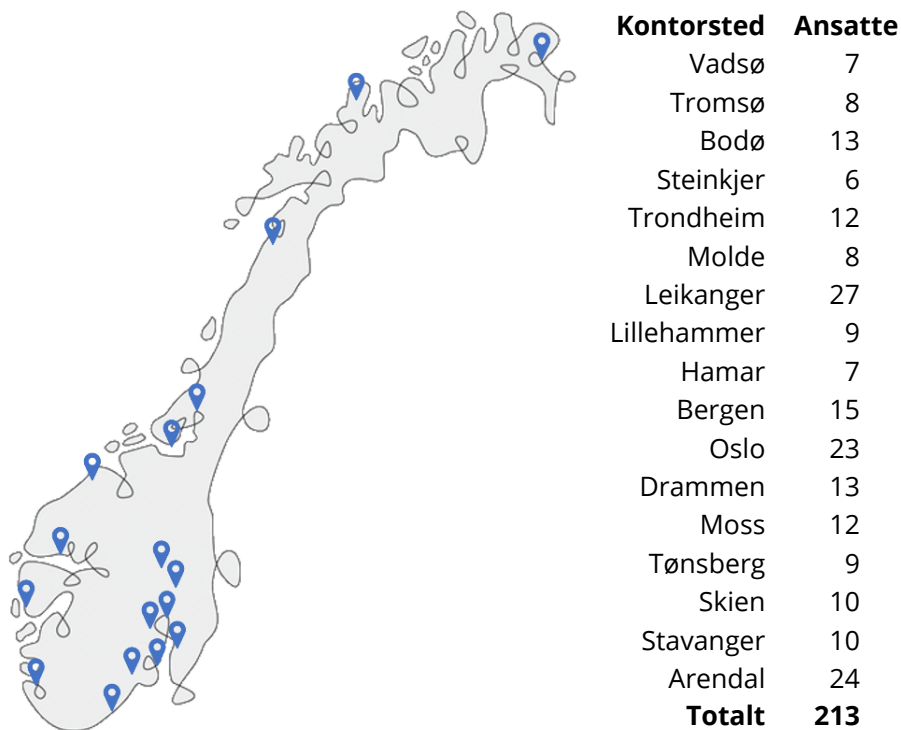 Kontorsted Ansatte
Vadsø 7
Tromsø 8
Bodø 13
Steinkjer 6
Trondheim 12
Molde 8
Leikanger 27
Lillehammer 9
Hamar 7
Bergen 15
Oslo 23
Drammen 13
Moss 12
Tønsberg 9
Skien 10
Stavanger 10
Arendal 24
Totalt 213